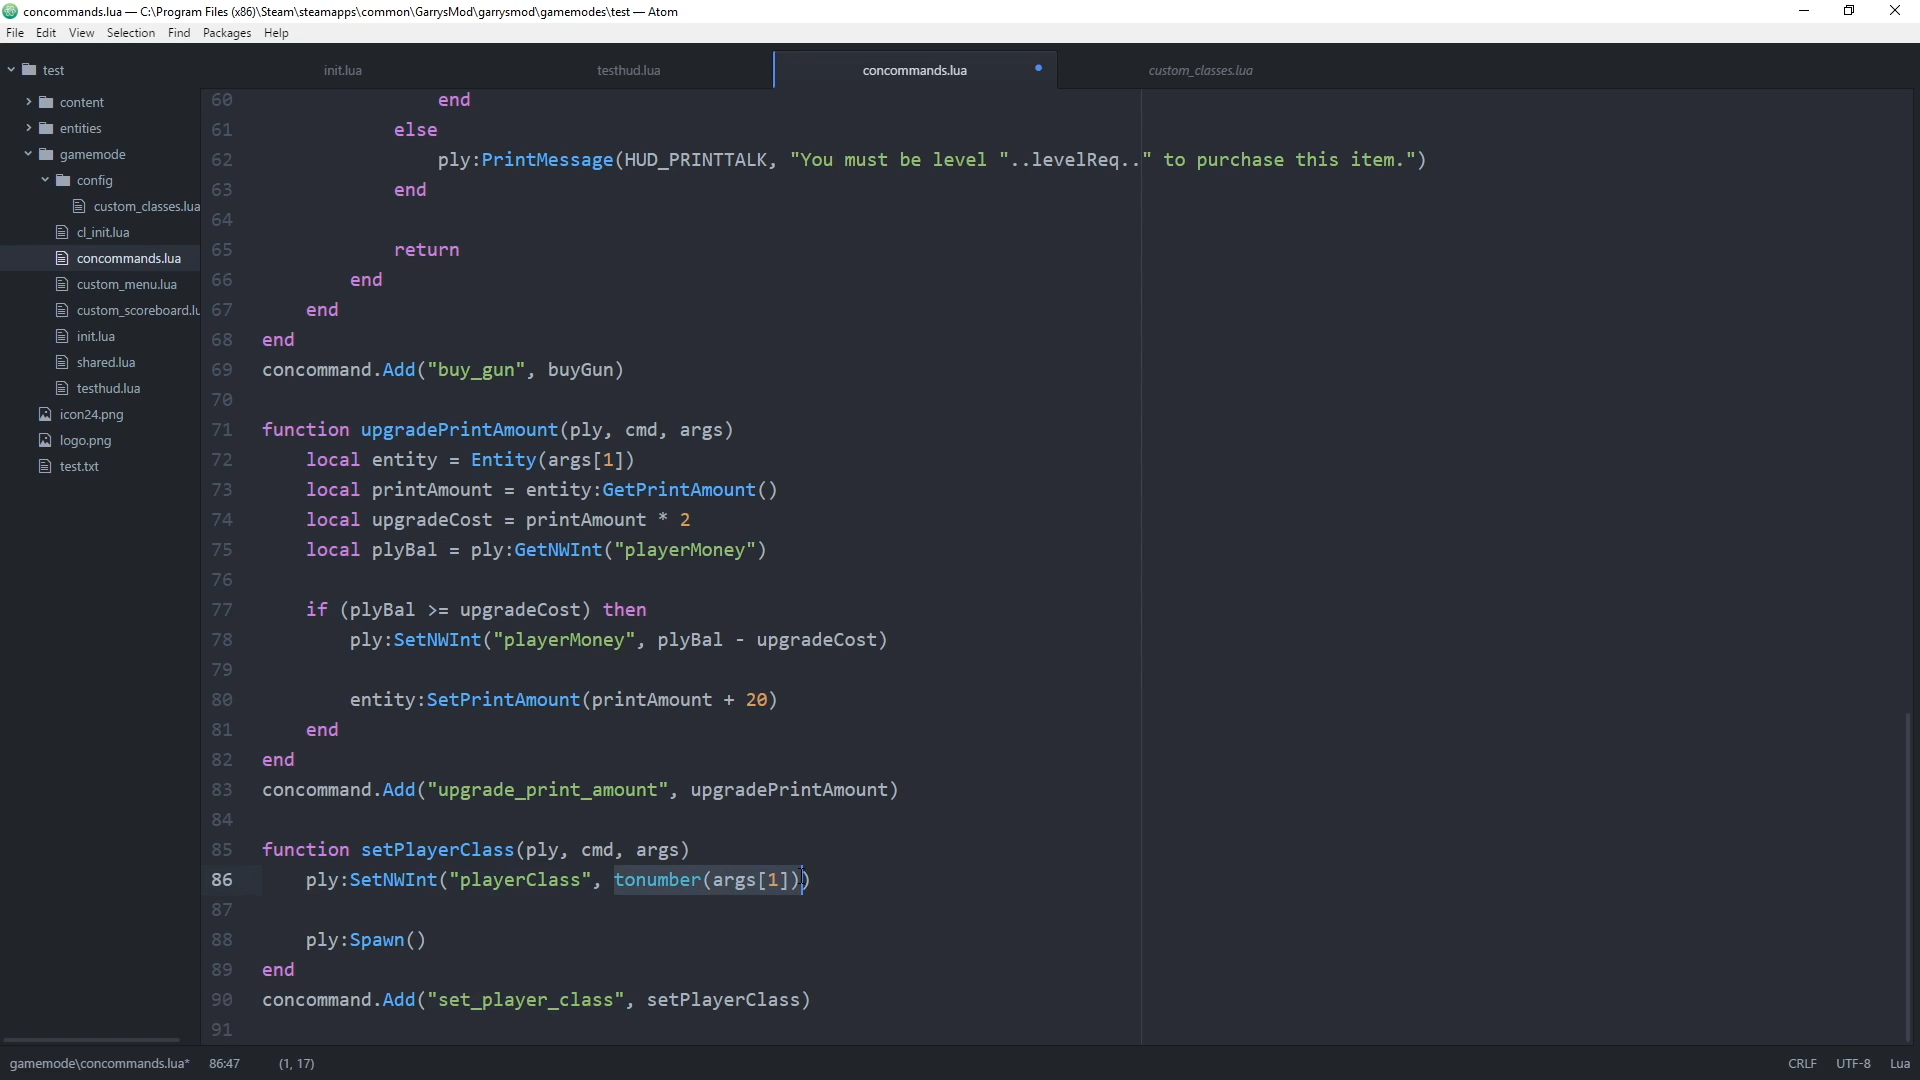 concommands.lua — C:\Program Files (x86)\Steam\steamapps\common\GarrysMod\garrysmod\gamemodes\test — Atom
File Edit View Selection Find Packages Help
test
init.lua
testhud.lua
concommands.lua
custom_classes.lua
content
entities
gamemode
config
custom_classes.lua
cl_init.lua
concommands.lua
custom_menu.lua
custom_scoreboard.lu
init.lua
shared.lua
testhud.lua
icon24.png
logo.png
test.txt
60 end
61 else
62 ply:PrintMessage(HUD_PRINTTALK, "You must be level "..levelReq.." to purchase this item.")
63 end
64
65 return
66 end
67 end
68 end
69 concommand.Add("buy_gun", buyGun)
70
71 function upgradePrintAmount(ply, cmd, args)
72 local entity = Entity(args[1])
73 local printAmount = entity:GetPrintAmount()
74 local upgradeCost = printAmount * 2
75 local plyBal = ply:GetNWInt("playerMoney")
76
77 if (plyBal >= upgradeCost) then
78 ply:SetNWInt("playerMoney", plyBal - upgradeCost)
79
80 entity:SetPrintAmount(printAmount + 20)
81 end
82 end
83 concommand.Add("upgrade_print_amount", upgradePrintAmount)
84
85 function setPlayerClass(ply, cmd, args)
86 ply:SetNWInt("playerClass", tonumber(args[1]))
87
88 ply:Spawn()
89 end
90 concommand.Add("set_player_class", setPlayerClass)
91
gamemode\concommands.lua* 86:47 (1, 17) CRLF UTF-8 Lua